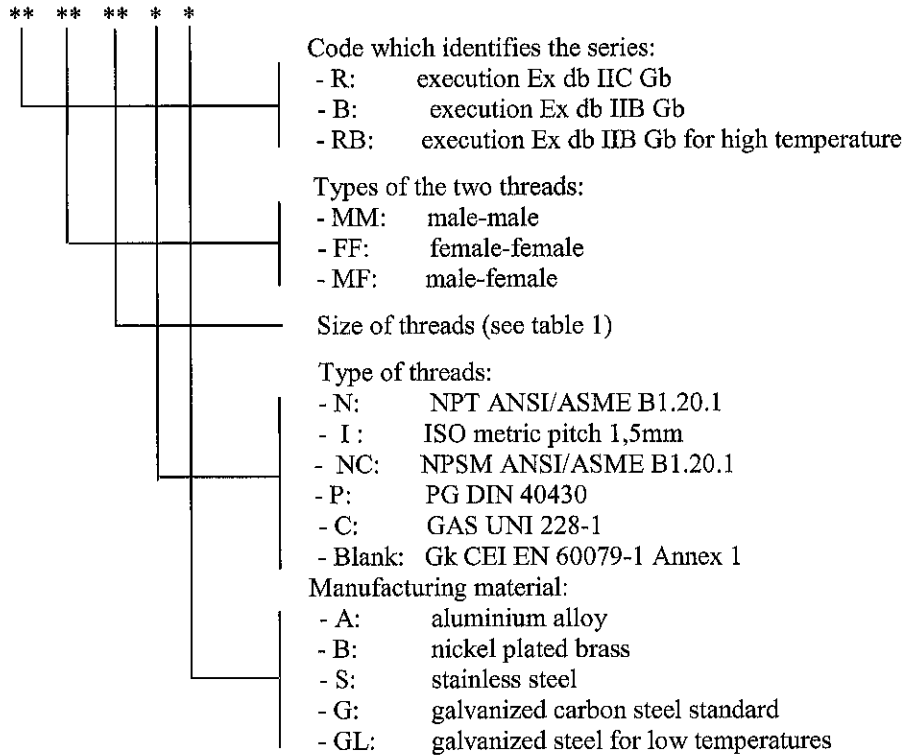 ** ** ** * *
Code which identifies the series:
- R: execution Ex db IIC Gb
- B: execution Ex db IIB Gb
- RB: execution Ex db IIB Gb for high temperature
Types of the two threads:
- MM: male-male
- FF: female-female
- MF: male-female
Size of threads (see table 1)
Type of threads:
- N: NPT ANSI/ASME B1.20.1
- I : ISO metric pitch 1,5mm
- NC: NPSM ANSI/ASME B1.20.1
- P: PG DIN 40430
- C: GAS UNI 228-1
- Blank: Gk CEI EN 60079-1 Annex 1
Manufacturing material:
- A: aluminium alloy
- B: nickel plated brass
- S: stainless steel
- G: galvanized carbon steel standard
- GL: galvanized steel for low temperatures